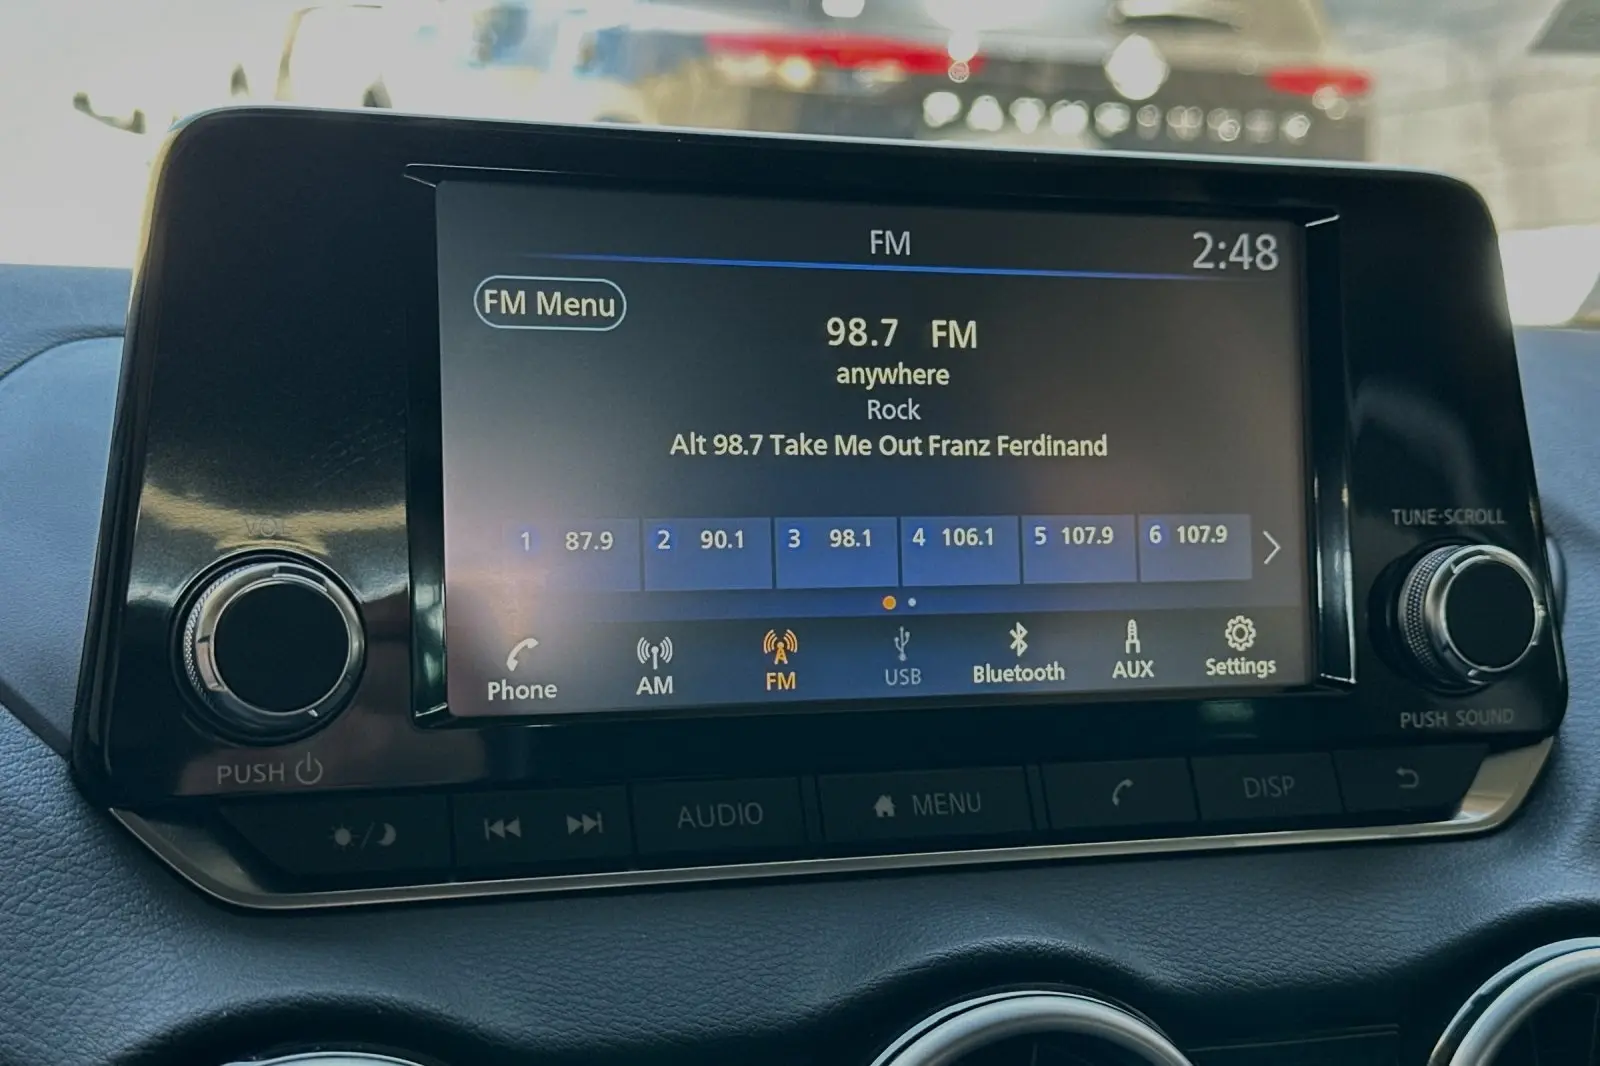 FM
2:48
FM Menu
98.7 FM
anywhere
Rock
Alt 98.7 Take Me Out Franz Ferdinand
1 87.9 2 90.1 3 98.1 4 106.1 5 107.9 6 107.9
Phone AM FM USB Bluetooth AUX Settings
VOL
TUNE·SCROLL
PUSH
PUSH SOUND
AUDIO MENU DISP